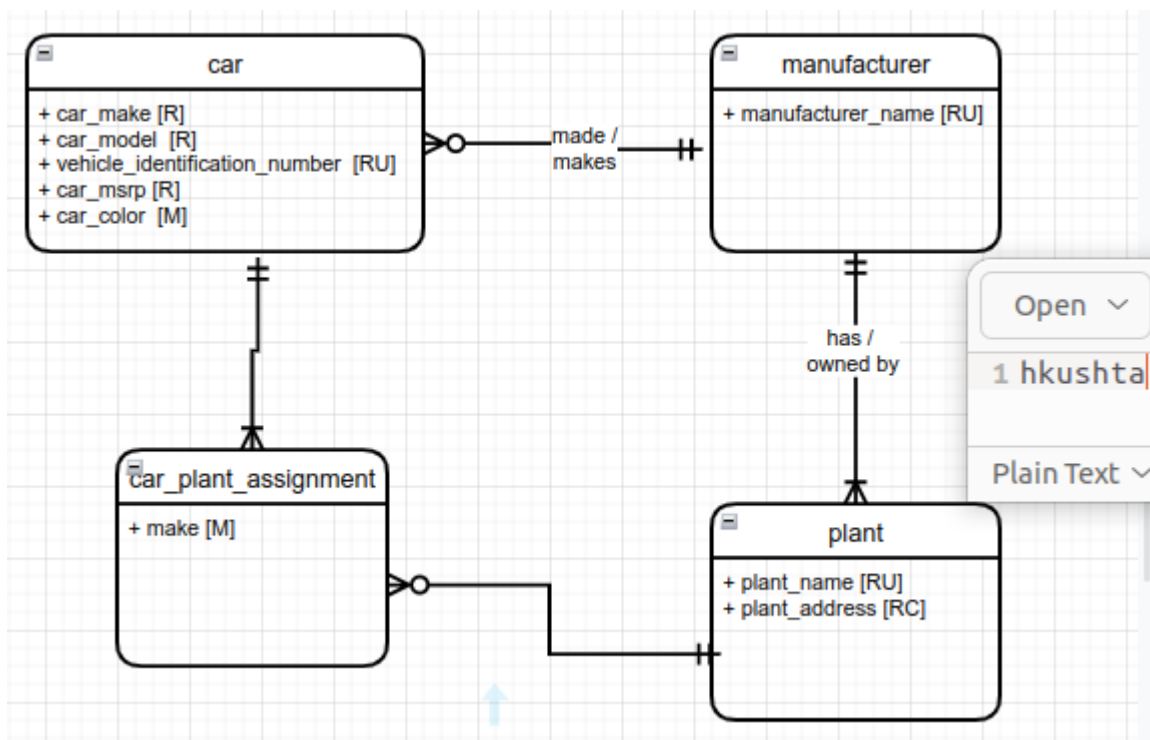 car
+ car_make [R]
+ car_model [R]
+ vehicle_identification_number [RU]
+ car_msrp [R]
+ car_color [M]
made /
makes
manufacturer
+ manufacturer_name [RU]
has /
owned by
Open
1 hkushta
Plain Text
car_plant_assignment
+ make [M]
plant
+ plant_name [RU]
+ plant_address [RC]